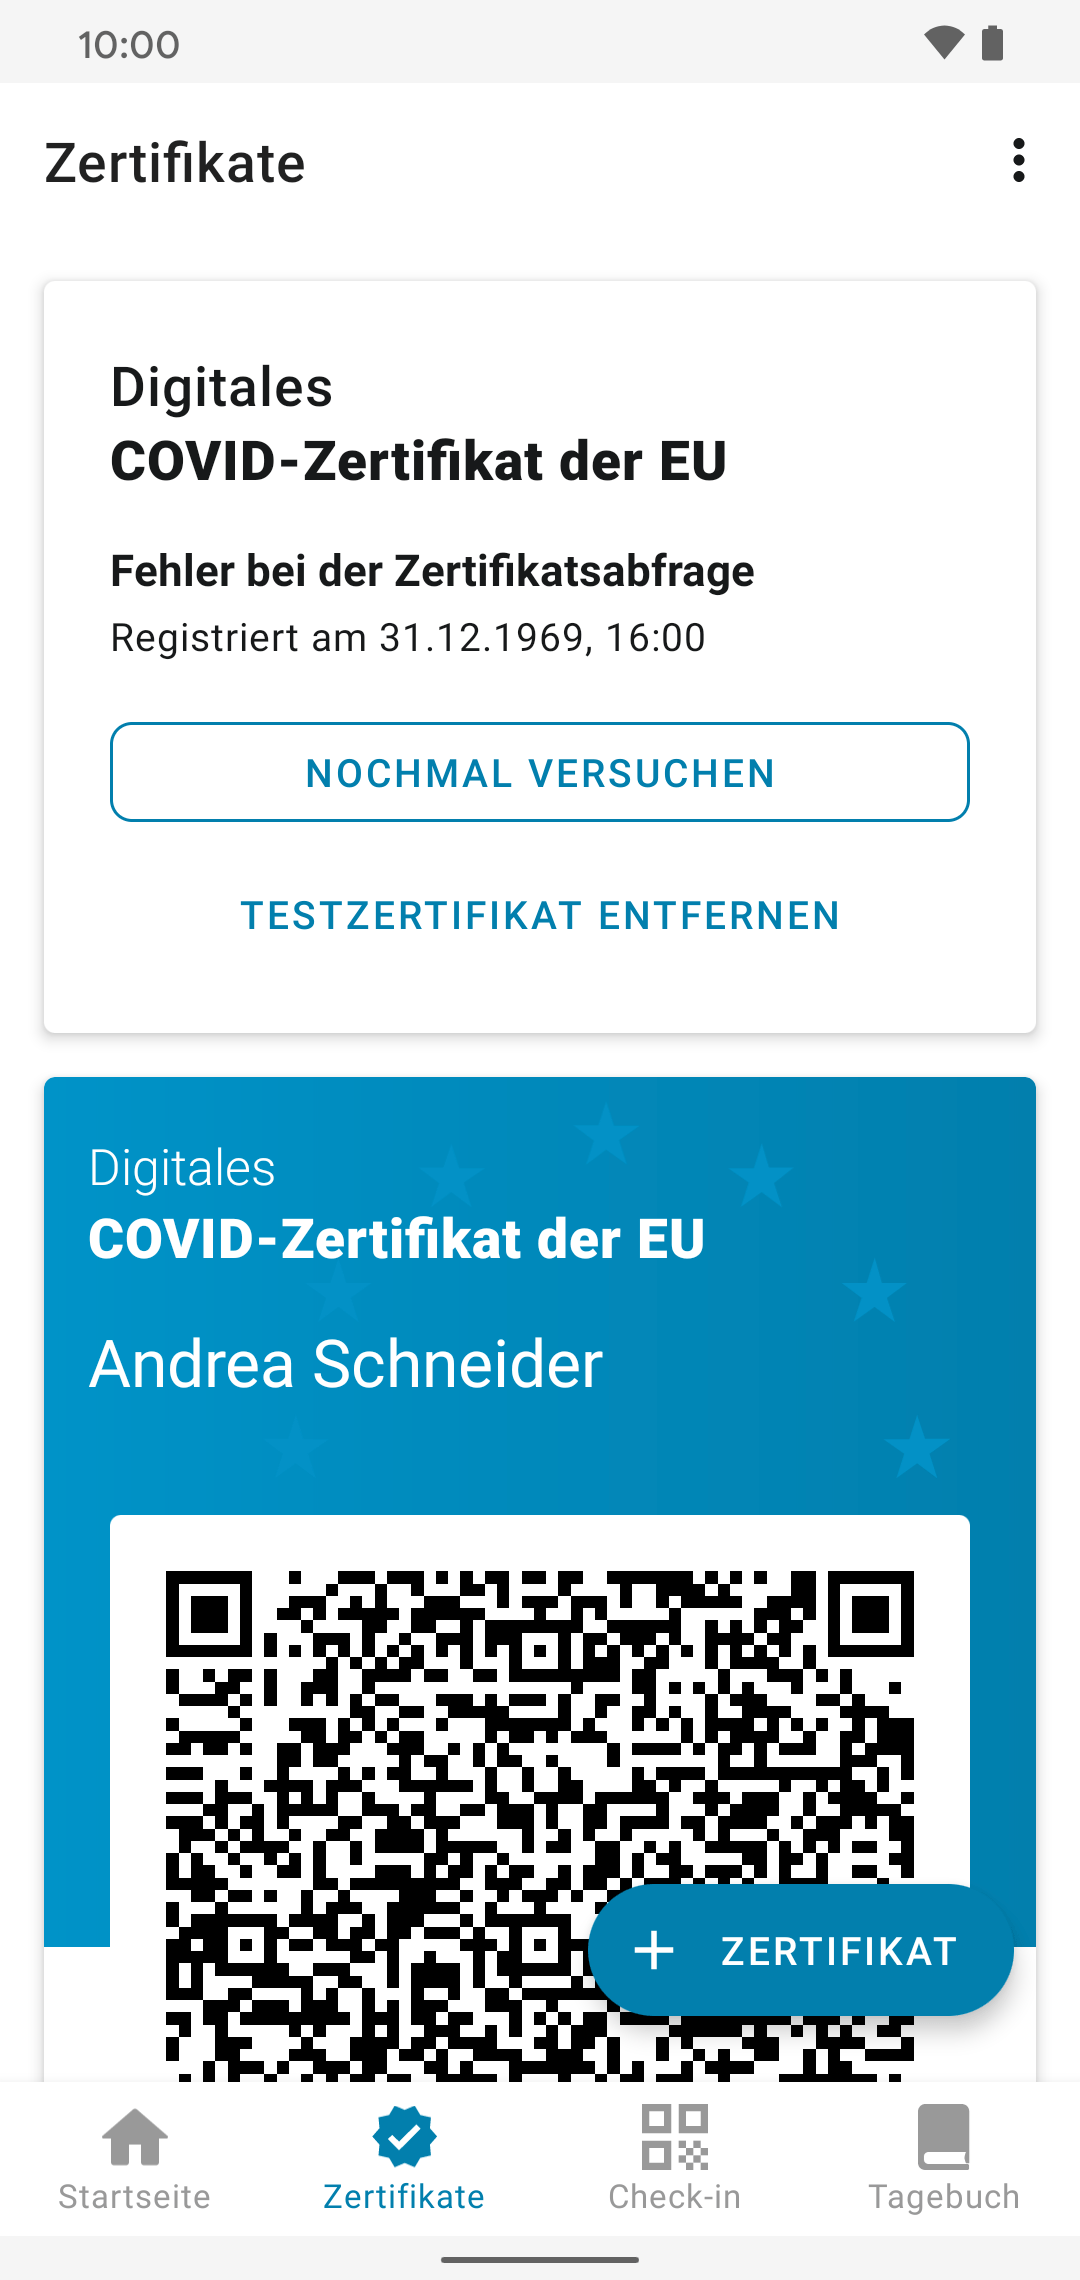 10:00
Zertifikate
Digitales
COVID-Zertifikat der EU
Fehler bei der Zertifikatsabfrage
Registriert am 31.12.1969, 16:00
NOCHMAL VERSUCHEN
TESTZERTIFIKAT ENTFERNEN
Digitales
COVID-Zertifikat der EU
Andrea Schneider
ZERTIFIKAT
Startseite
Zertifikate
Check-in
Tagebuch